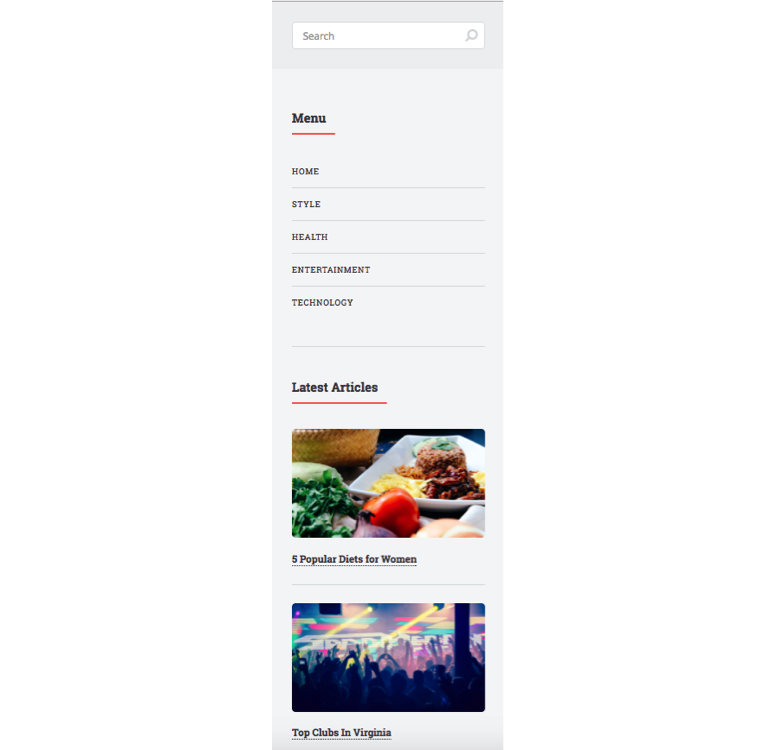 Search
Menu
HOME
STYLE
HEALTH
ENTERTAINMENT
TECHNOLOGY
Latest Articles
5 Popular Diets for Women
Top Clubs In Virginia